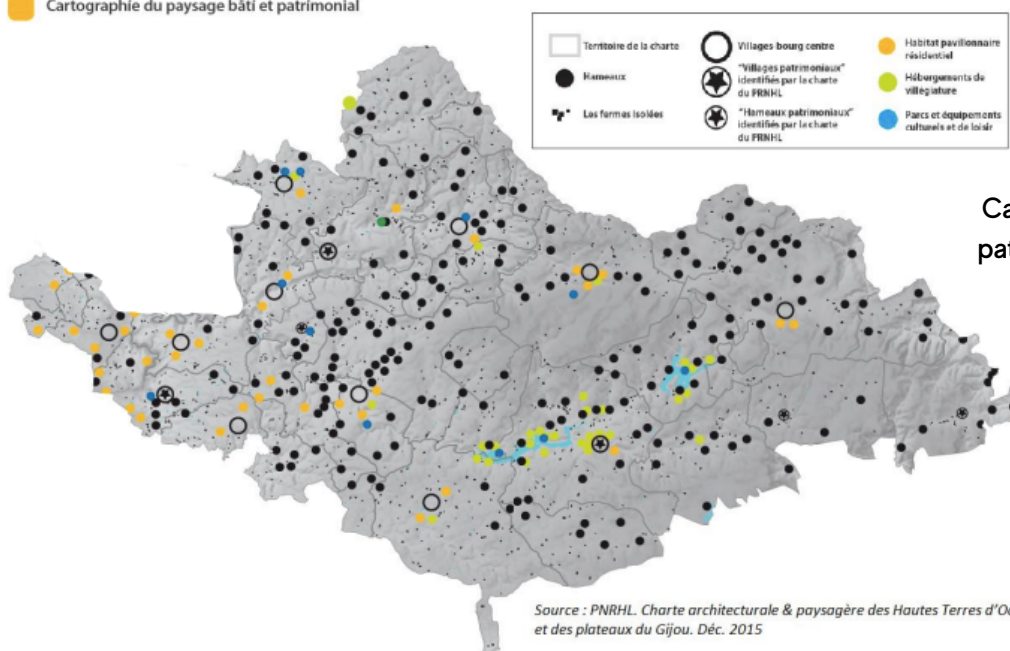 Cartographie du paysage bâti et patrimonial
Territoire de la charte
Hameaux
Les fermes isolées
Villages-bourg centre
"Villages patrimoniaux"
identifiés par la charte
du PRNHL
"Hameaux patrimoniaux"
identifiés par la charte
du PRNHL
Habitat pavillonnaire
résidentiel
Hébergements de
villégiature
Parcs et équipements
culturels et de loisir
Ca
pat
Source : PNRHL. Charte architecturale & paysagère des Hautes Terres d'Oc
et des plateaux du Gijou. Déc. 2015